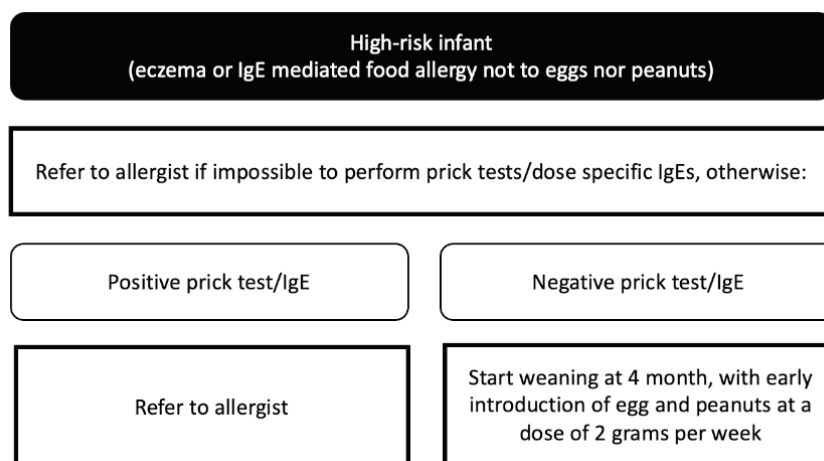 High-risk infant
(eczema or IgE mediated food allergy not to eggs nor peanuts)
Refer to allergist if impossible to perform prick tests/dose specific IgEs, otherwise:
Positive prick test/IgE
Negative prick test/IgE
Refer to allergist
Start weaning at 4 month, with early
introduction of egg and peanuts at a
dose of 2 grams per week